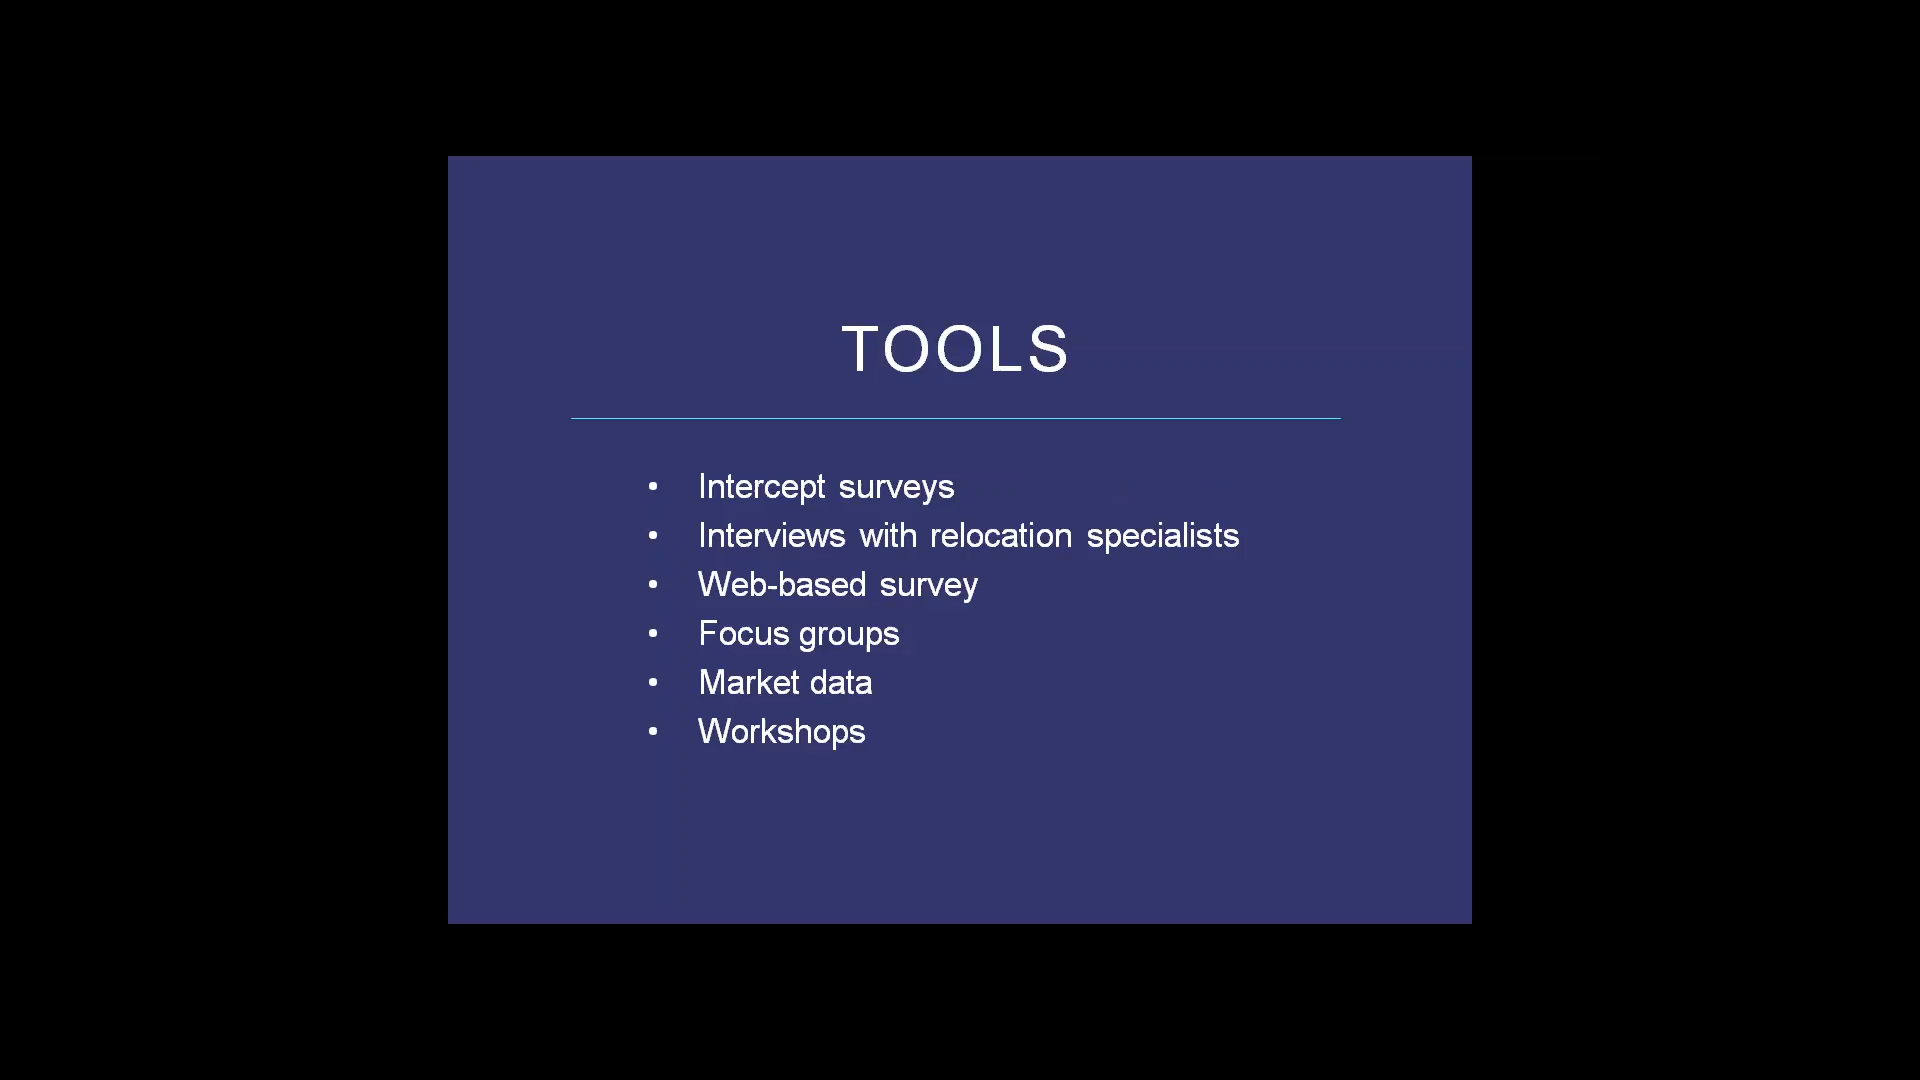 TOOLS
• Intercept surveys
• Interviews with relocation specialists
• Web-based survey
• Focus groups
• Market data
• Workshops